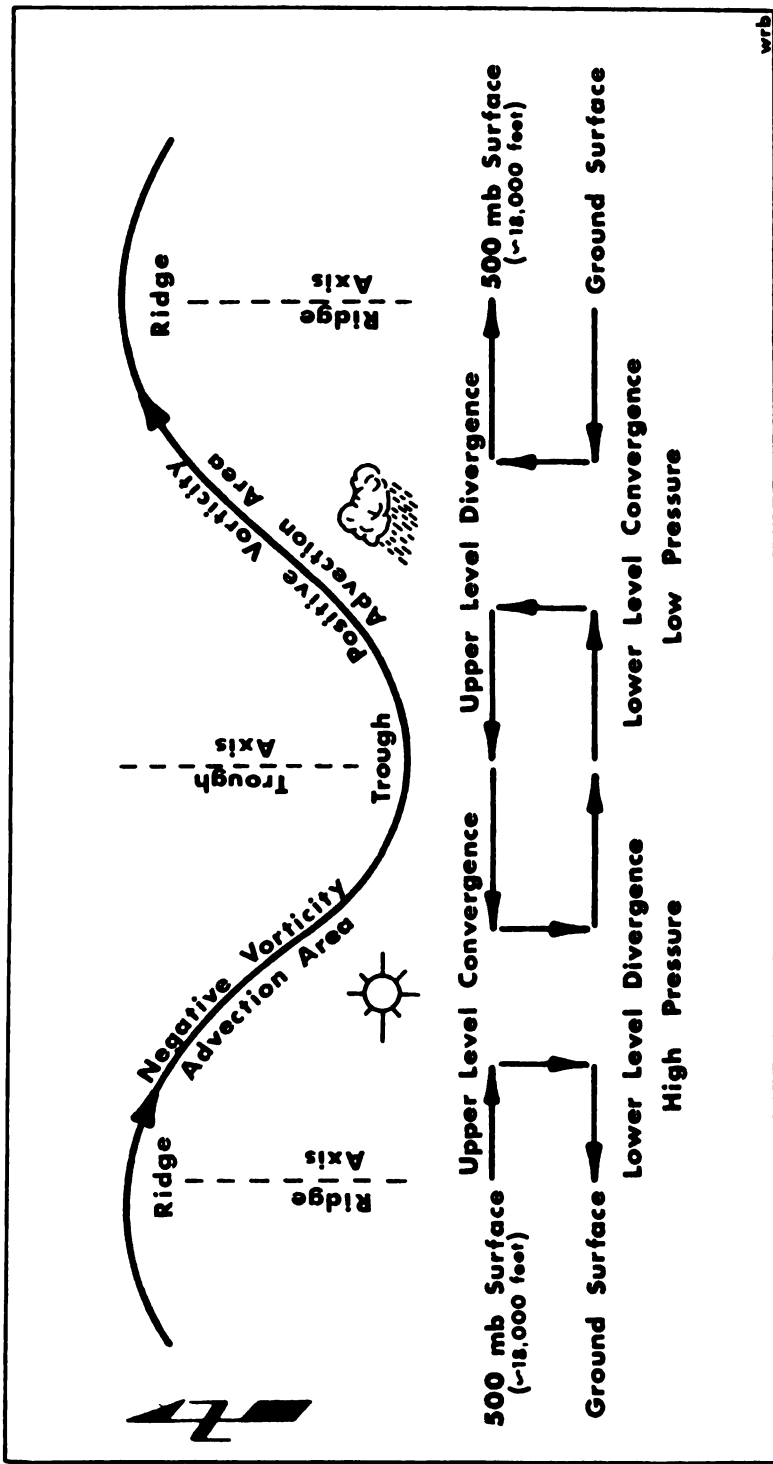 Ridge
Negative Vorticity
Advection Area
Trough
Axis
Trough
Positive Vorticity
Advection Area
Ridge
Ridge
Axis
Ridge
Axis
500 mb Surface
(~18,000 feet)
Upper Level Convergence
Upper Level Divergence
500 mb Surface
(~18,000 feet)
Ground Surface
Ground Surface
Lower Level Divergence
High Pressure
Lower Level Convergence
Low Pressure
wrb
N